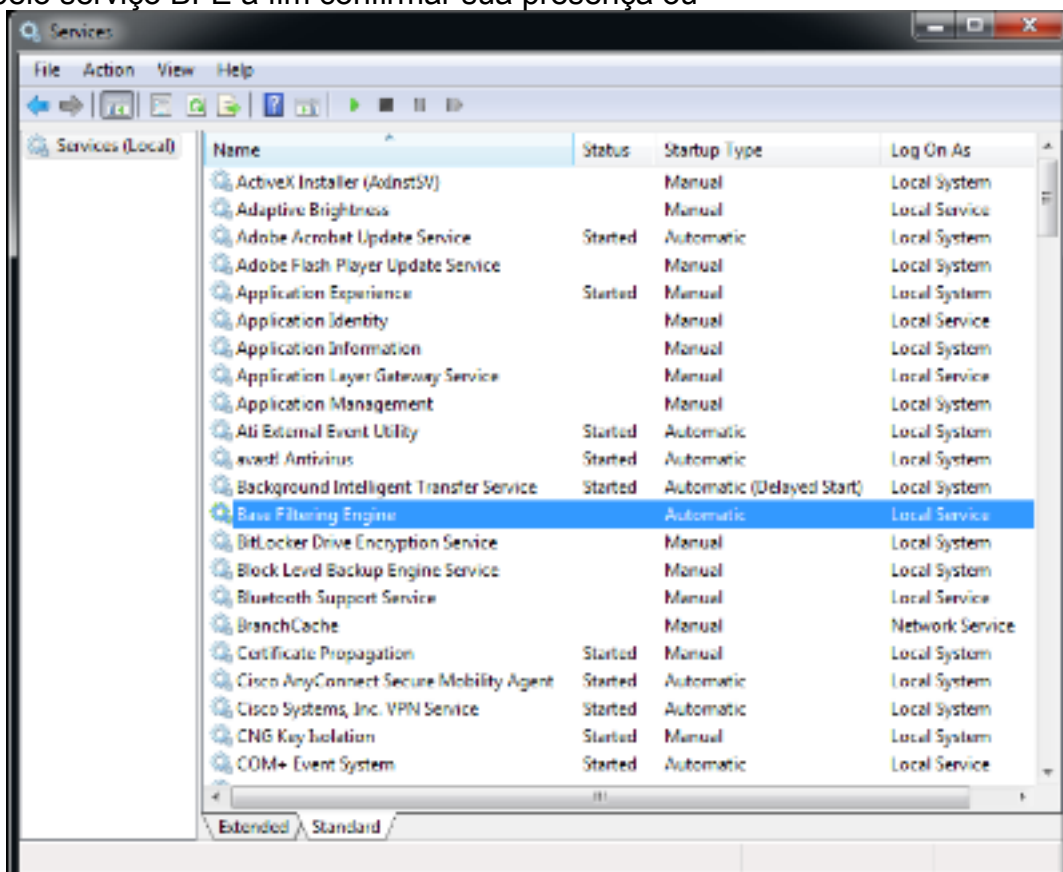 serviço BFE a fim confirmar sua presença ou
Services
File Action View Help
Services (Local)
Name Status Startup Type Log On As
ActiveX Installer (AxInstSV) Manual Local System
Adaptive Brightness Manual Local Service
Adobe Acrobat Update Service Started Automatic Local System
Adobe Flash Player Update Service Manual Local System
Application Experience Started Manual Local System
Application Identity Manual Local Service
Application Information Manual Local System
Application Layer Gateway Service Manual Local Service
Application Management Manual Local System
Ati External Event Utility Started Automatic Local System
avast! Antivirus Started Automatic Local System
Background Intelligent Transfer Service Started Automatic (Delayed Start) Local System
Base Filtering Engine Automatic Local Service
BitLocker Drive Encryption Service Manual Local System
Block Level Backup Engine Service Manual Local System
Bluetooth Support Service Manual Local Service
BranchCache Manual Network Service
Certificate Propagation Started Manual Local System
Cisco AnyConnect Secure Mobility Agent Started Automatic Local System
Cisco Systems, Inc. VPN Service Started Automatic Local System
CNG Key Isolation Started Manual Local System
COM+ Event System Started Automatic Local Service
Extended Standard